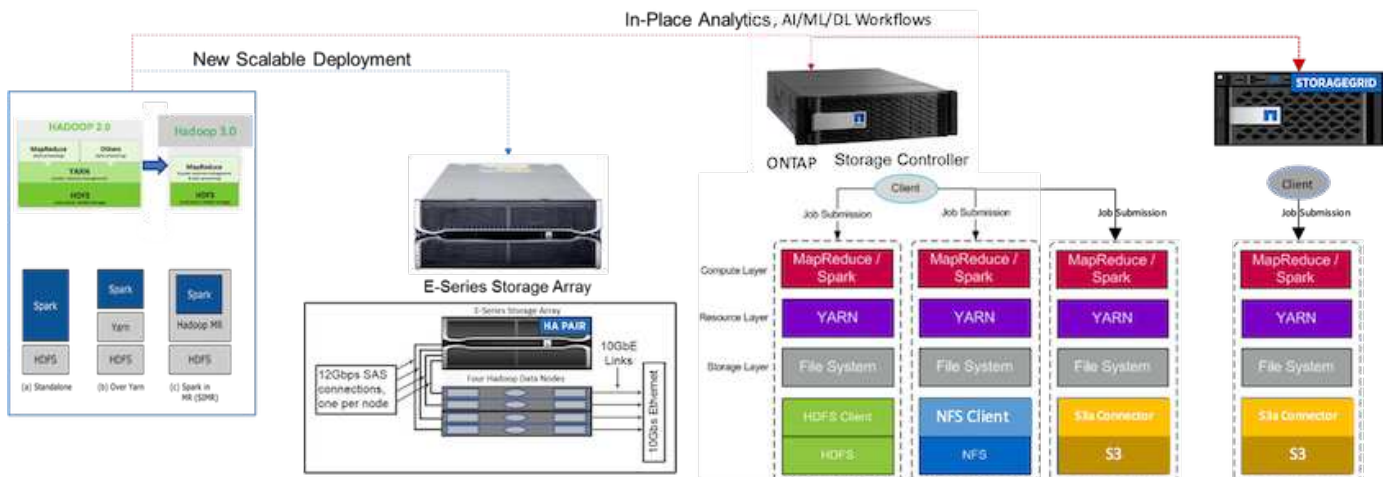 In-Place Analytics, AI/ML/DL Workflows
New Scalable Deployment
STORAGEGRID
HADOOP 2.0
Hadoop 3.0
MapReduce
Others
YARN
HDFS
MapReduce
HDFS
ONTAP
Storage Controller
Client
Client
Job Submission
Job Submission
Job Submission
Job Submission
E-Series Storage Array
Compute Layer
MapReduce / Spark
MapReduce / Spark
MapReduce / Spark
MapReduce / Spark
Resource Layer
YARN
YARN
YARN
YARN
Storage Layer
File System
File System
File System
File System
HDFS Client
NFS Client
S3a Connector
S3a Connector
HDFS
NFS
S3
S3
Spark
HDFS
(a) Standalone
Spark
Yarn
HDFS
(b) Over Yarn
Spark
Hadoop MR
HDFS
(c) Spark in
MR (SIMR)
E-Series Storage Array
HA PAIR
10GbE
Links
12Gbps SAS
connections,
one per node
Four Hadoop Data Nodes
10Gbs Ethernet